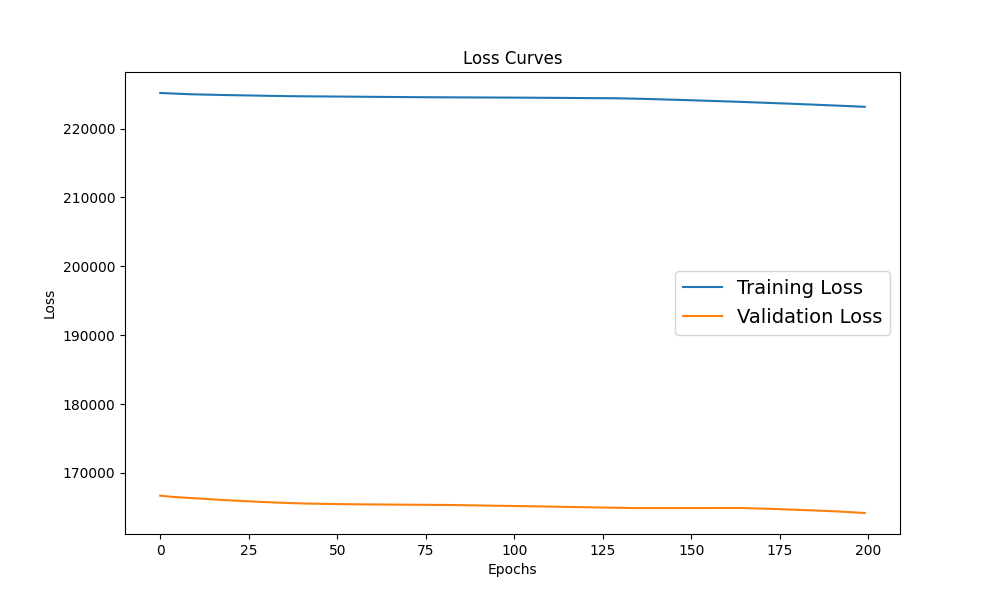 Loss Curves
220000
210000
200000
190000
180000
170000
Loss
Training Loss
Validation Loss
0 25 50 75 100 125 150 175 200
Epochs